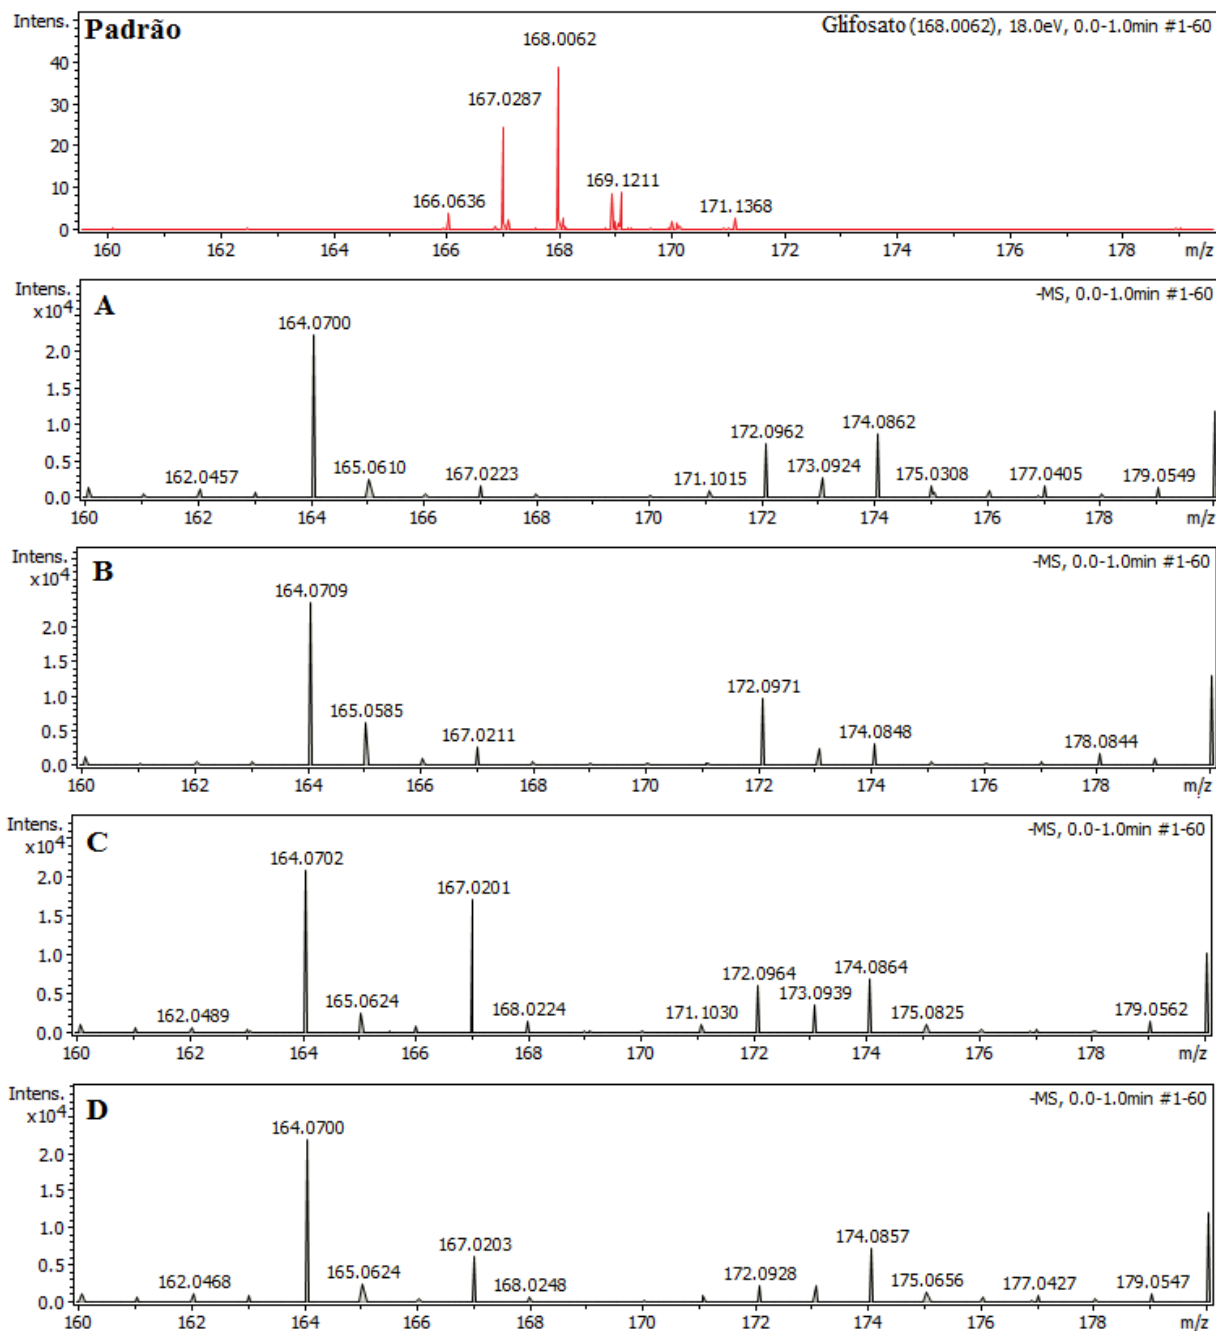 Intens.
Padrão
Glifosato (168.0062), 18.0eV, 0.0-1.0min #1-60
168.0062
40
167.0287
30
20
169.1211
10
166.0636
171.1368
0
160 162 164 166 168 170 172 174 176 178 m/z
Intens.
x10^4
A
-MS, 0.0-1.0min #1-60
164.0700
2.0
1.5
174.0862
1.0
172.0962
0.5
162.0457 165.0610 167.0223 171.1015 173.0924 175.0308 177.0405 179.0549
0.0
160 162 164 166 168 170 172 174 176 178 m/z
Intens.
x10^4
B
-MS, 0.0-1.0min #1-60
164.0709
2.0
1.5
172.0971
1.0
165.0585
0.5
167.0211 174.0848 178.0844
0.0
160 162 164 166 168 170 172 174 176 178 m/z
Intens.
x10^4
C
-MS, 0.0-1.0min #1-60
164.0702
2.0
167.0201
1.5
1.0
172.0964 174.0864
0.5
162.0489 165.0624 168.0224 171.1030 173.0939 175.0825 179.0562
0.0
160 162 164 166 168 170 172 174 176 178 m/z
Intens.
x10^4
D
-MS, 0.0-1.0min #1-60
164.0700
2.0
1.5
1.0
167.0203 174.0857
0.5
162.0468 165.0624 168.0248 172.0928 175.0656 177.0427 179.0547
0.0
160 162 164 166 168 170 172 174 176 178 m/z